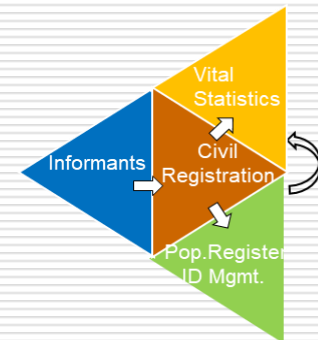 Vital
Statistics
Informants
Civil
Registration
Pop.Register
ID Mgmt.